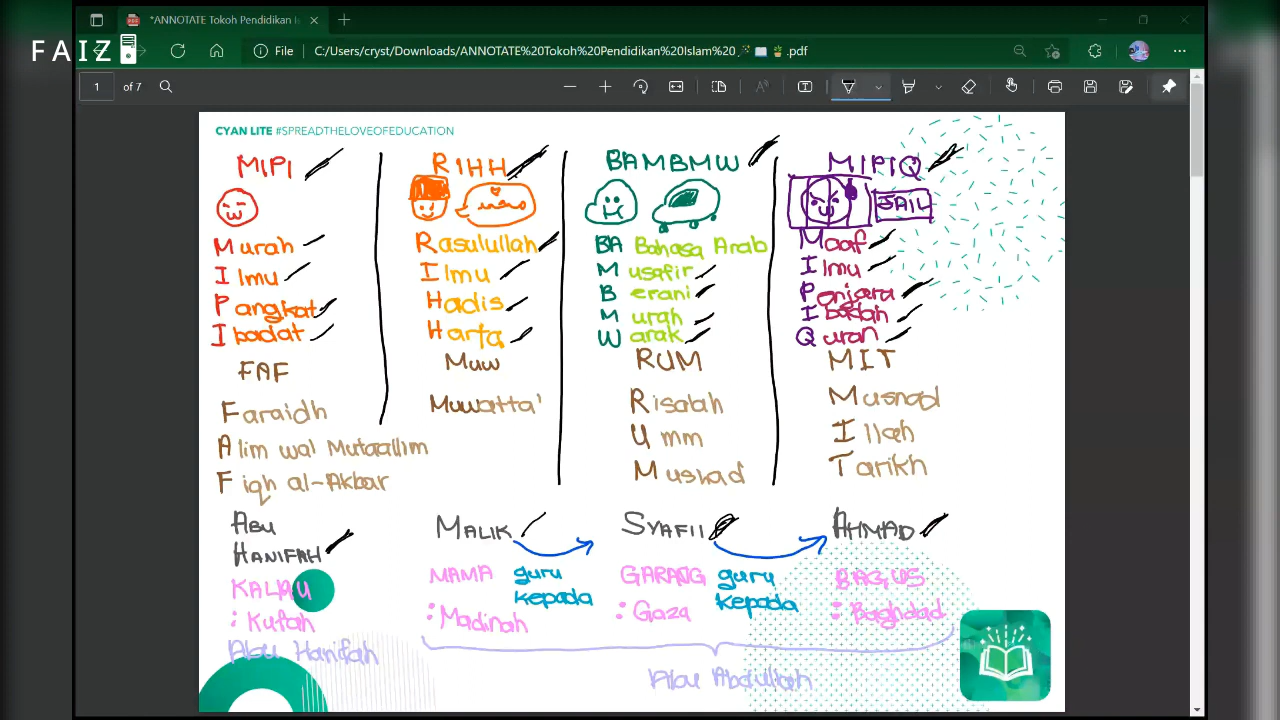 *ANNOTATE Tokoh Pendidikan I
FAIZ
File
C:/Users/cryst/Downloads/ANNOTATE%20Tokoh%20Pendidikan%20Islam%20 .pdf
1 of 7
CYAN LITE #SPREADTHELOVEOFEDUCATION
MIPI
Murah
Ilmu
Pangkat
Ibadat
FAF
Faraidh
Alim wal Mutaallim
Fiqh al-Akbar
ABU
HANIFAH
KALAU
: Kufah
Abu Hanifah
RIHH
Rasulullah
Ilmu
Hadis
Harta
Muw
Muwatta'
MALIK
MAMA
: Madinah
guru
kepada
BAMBMW
BA Bahasa Arab
Musafir
Berani
Murah
Warak
RUM
Risalah
Umm
Musnad
SYAFII
GARANG
: Gaza
guru
kepada
MIPIQ
JAIL
Maaf
Ilmu
Penjara
Ibadah
Quran
MIT
Musnad
Illah
Tarikh
AHMAD
BAGUS
: Baghdad
Abu Abdullah